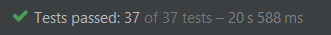 Tests passed: 37 of 37 tests – 20 s 588 ms